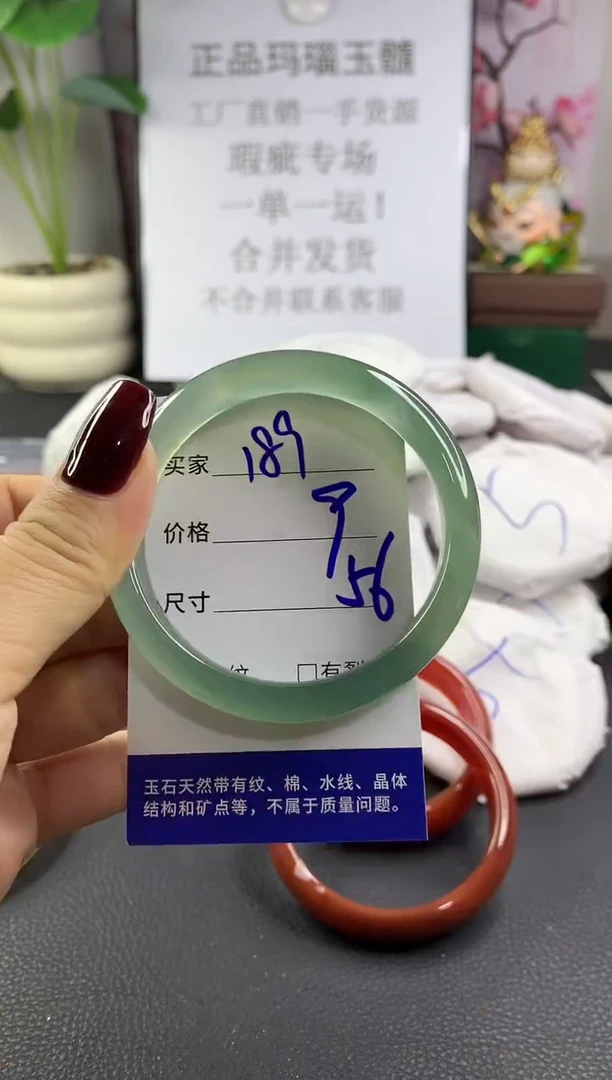 正品玛瑙玉髓
工厂直销一手货源
瑕疵专场
一单一运！
合并发货
不合并联系客服
买家 189
价格
尺寸 56
纹 □有裂
玉石天然带有纹、棉、水线、晶体
结构和矿点等，不属于质量问题。